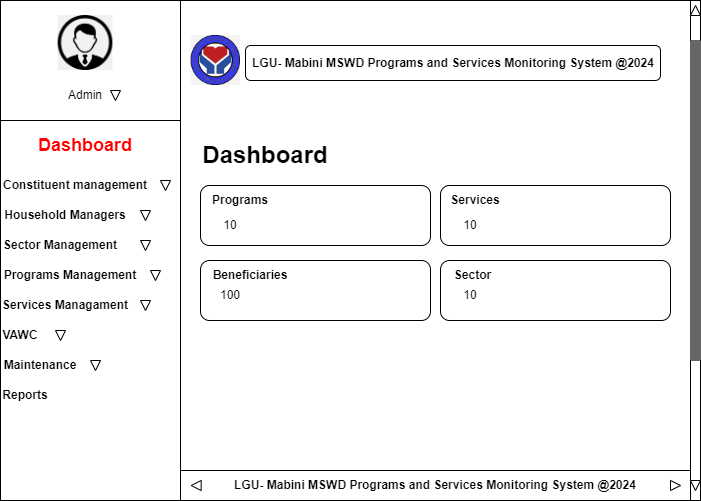 Admin
Dashboard
Constituent management
Household Managers
Sector Management
Programs Management
Services Managament
VAWC
Maintenance
Reports
LGU- Mabini MSWD Programs and Services Monitoring System @2024
Dashboard
Programs
10
Services
10
Beneficiaries
100
Sector
10
LGU- Mabini MSWD Programs and Services Monitoring System @2024